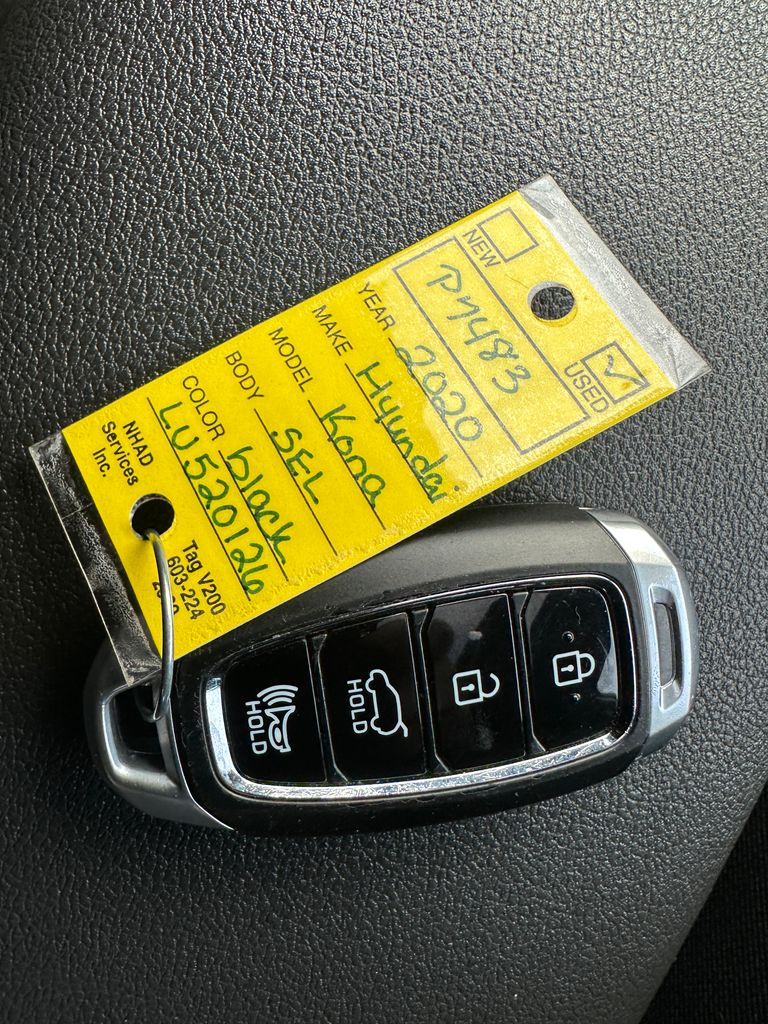 NEW
USED
P7483
YEAR 2020
MAKE Hyundai
MODEL Kona
BODY SEL
COLOR black
LU520126
NHAD
Services
Inc.
Tag V200
603-224
HOLD
HOLD